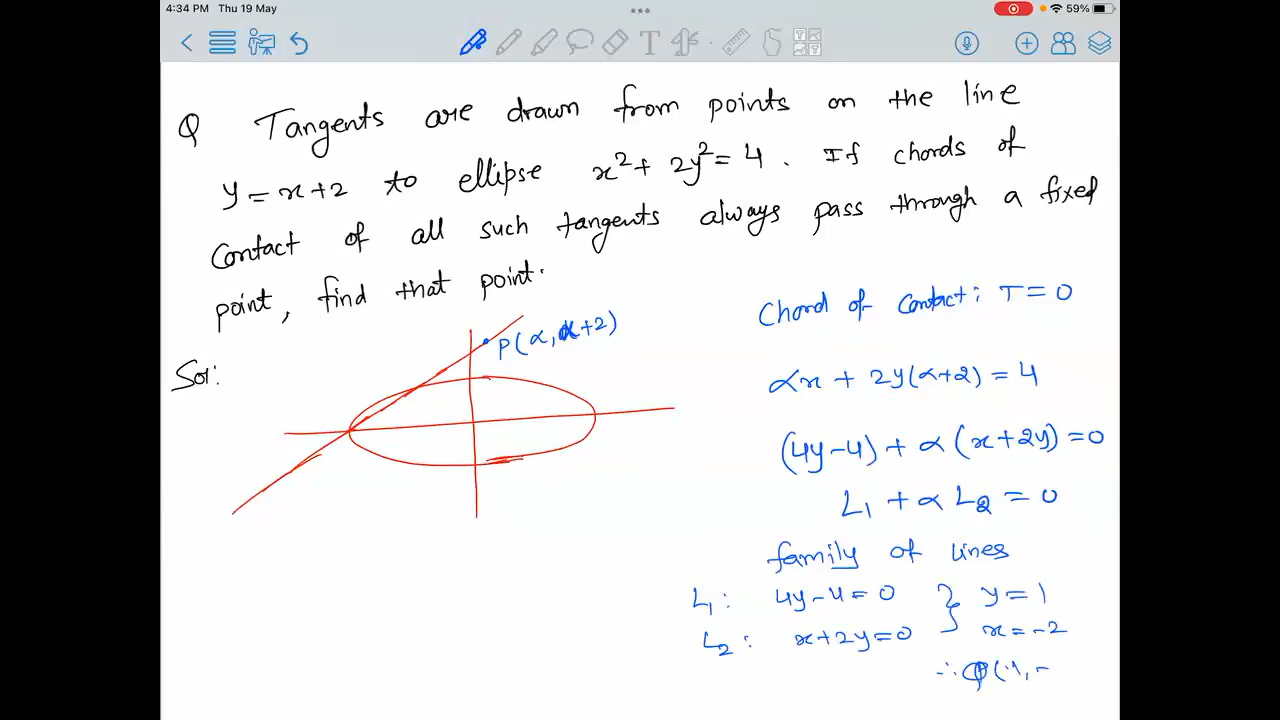 4:34 PM Thu 19 May
59%
Q Tangents are drawn from points on the line
y = x+2 to ellipse x²+ 2y²= 4 . If chords of
Contact of all such tangents always pass through a fixed
point, find that point.
Sol:
P(α, α+2)
Chord of Contact: T=0
αx + 2y(α+2) = 4
(4y-4) + α (x+2y) = 0
L₁ + α L₂ = 0
family of lines
L₁ : 4y-4=0 } y = 1
L₂ : x+2y=0 x=-2